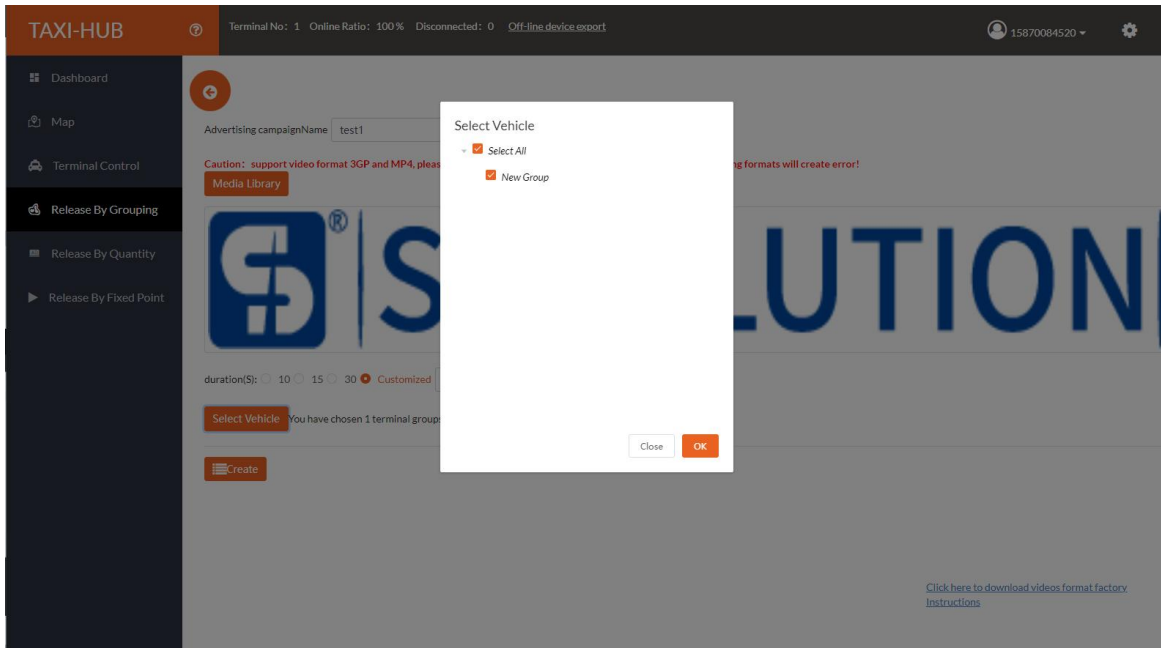 TAXI-HUB
Terminal No: 1 Online Ratio: 100 % Disconnected: 0 Off-line device export
15870084520
Dashboard
Map
Terminal Control
Release By Grouping
Release By Quantity
Release By Fixed Point
Advertising campaignName test1
Caution: support video format 3GP and MP4, pleas
ng formats will create error!
Media Library
® S UTION
duration(S): 10 15 30 Customized
Select Vehicle You have chosen 1 terminal group
Create
Select Vehicle
Select All
New Group
Close OK
Click here to download videos format factory
Instructions